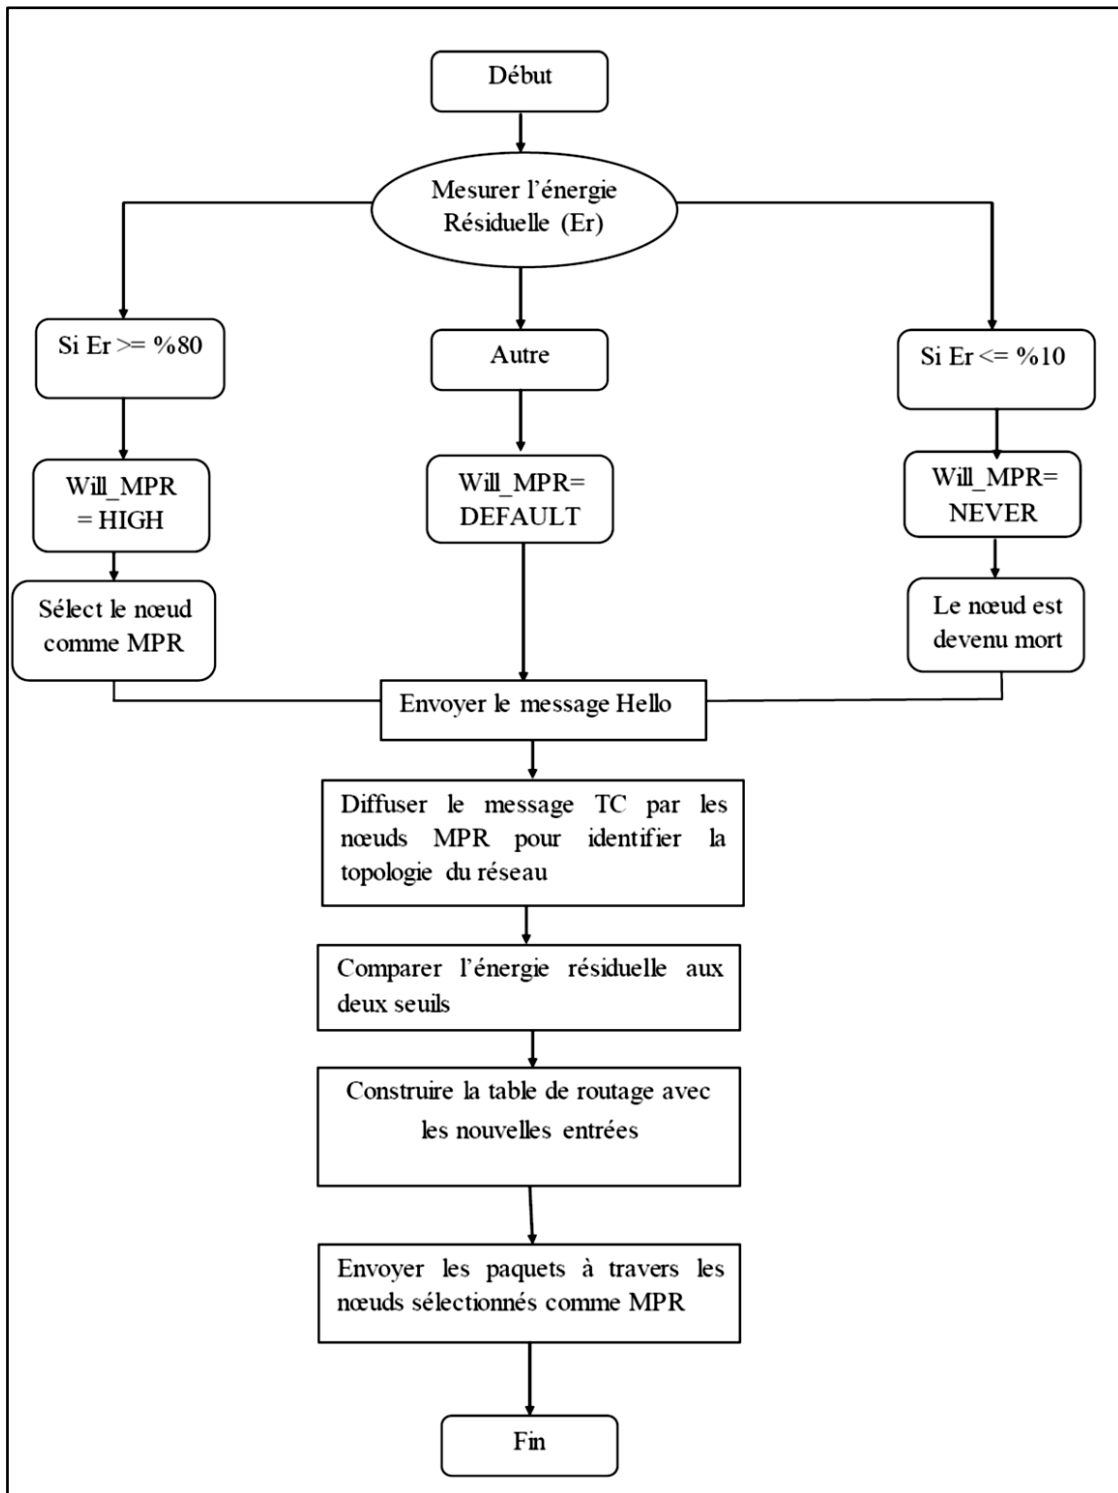 Début
Mesurer l'énergie
Résiduelle (Er)
Si Er >= %80
Autre
Si Er <= %10
Will_MPR
= HIGH
Will_MPR=
DEFAULT
Will_MPR=
NEVER
Sélect le nœud
comme MPR
Le nœud est
devenu mort
Envoyer le message Hello
Diffuser le message TC par les
nœuds MPR pour identifier la
topologie du réseau
Comparer l'énergie résiduelle aux
deux seuils
Construire la table de routage avec
les nouvelles entrées
Envoyer les paquets à travers les
nœuds sélectionnés comme MPR
Fin